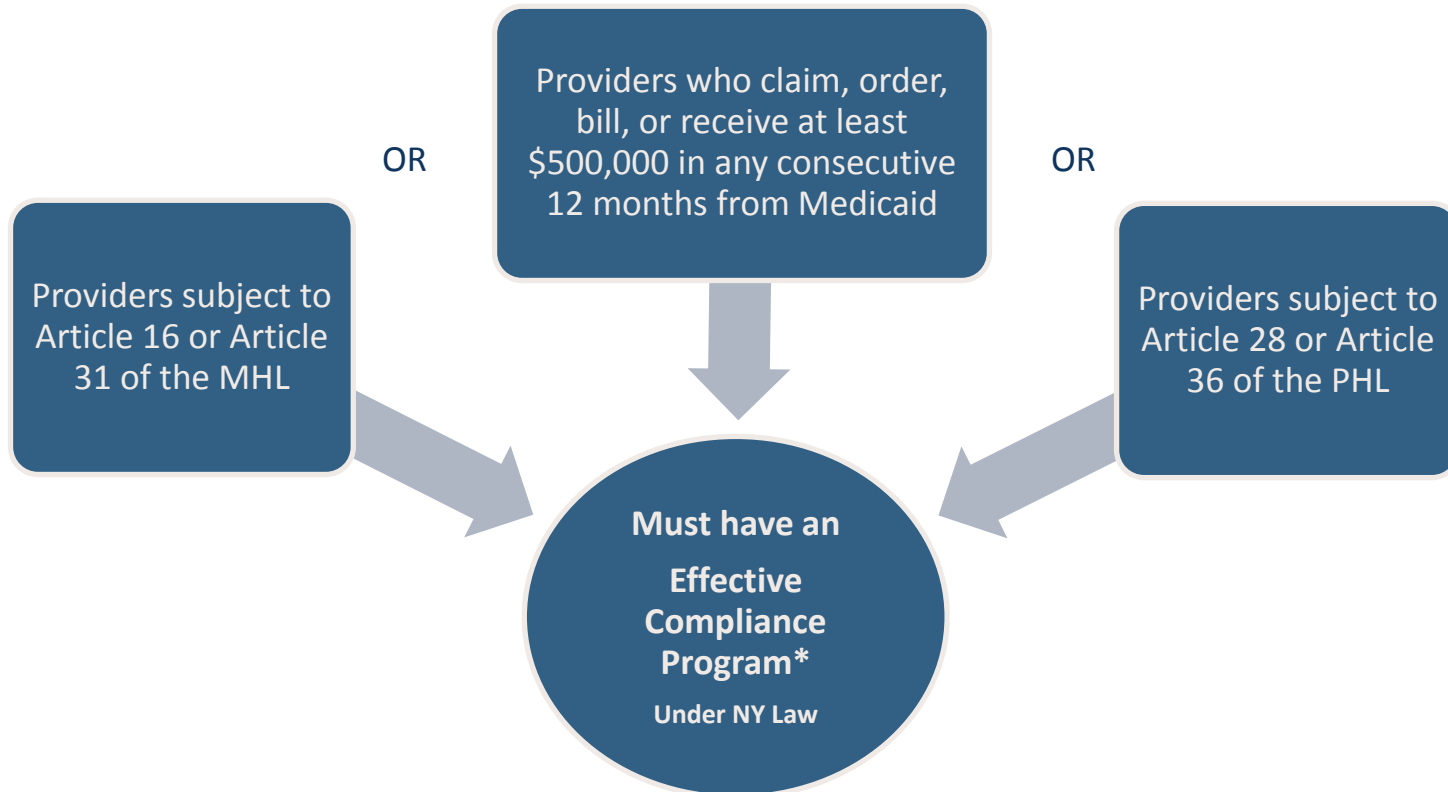 Providers who claim, order,
bill, or receive at least
$500,000 in any consecutive
12 months from Medicaid
OR
OR
Providers subject to
Article 16 or Article
31 of the MHL
Providers subject to
Article 28 or Article
36 of the PHL
Must have an
Effective
Compliance
Program*
Under NY Law